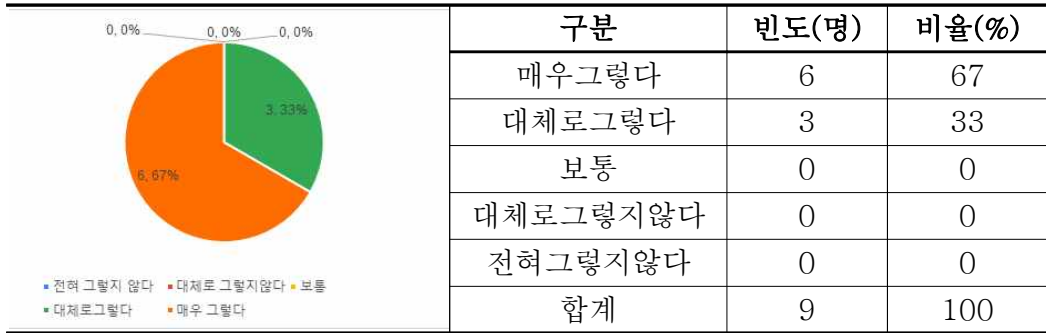 0, 0%
0, 0%
0, 0%
3, 33%
6, 67%
전혀 그렇지 않다 대체로 그렇지않다 보통
대체로그렇다 매우 그렇다
구분 빈도(명) 비율(%)
매우그렇다 6 67
대체로그렇다 3 33
보통 0 0
대체로그렇지않다 0 0
전혀그렇지않다 0 0
합계 9 100